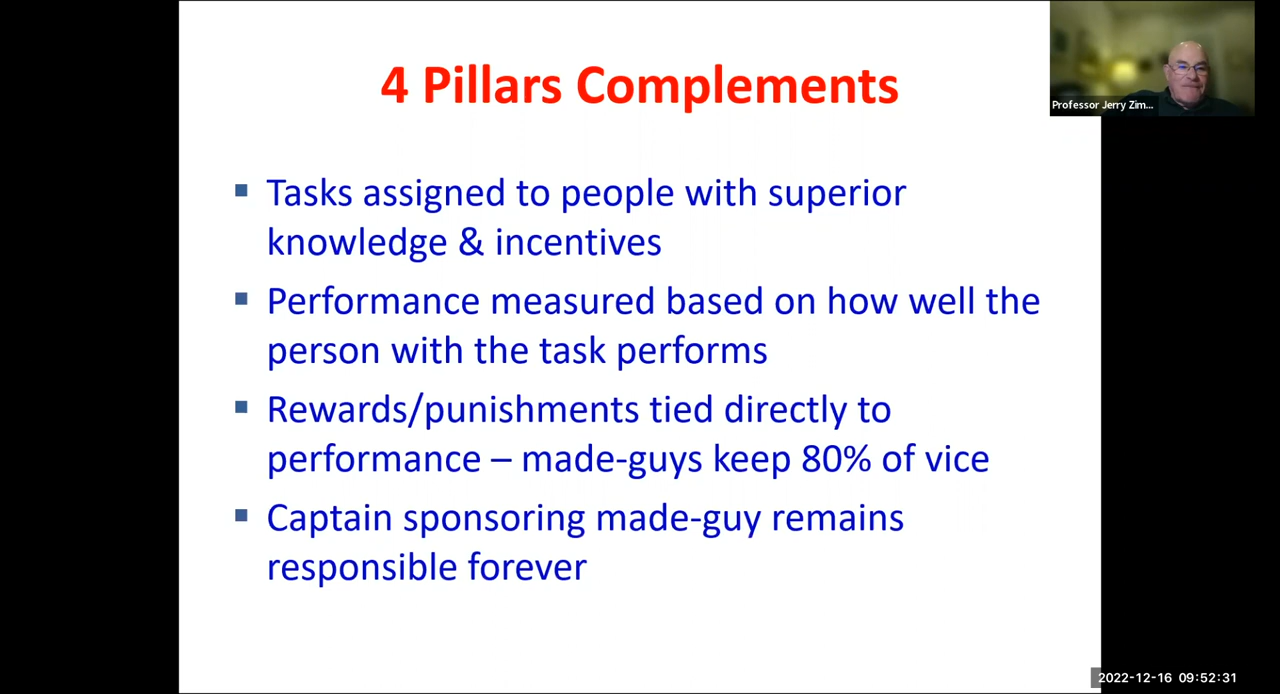 4 Pillars Complements
Professor Jerry Zim...
▪ Tasks assigned to people with superior
knowledge & incentives
▪ Performance measured based on how well the
person with the task performs
▪ Rewards/punishments tied directly to
performance – made-guys keep 80% of vice
▪ Captain sponsoring made-guy remains
responsible forever
2022-12-16 09:52:31